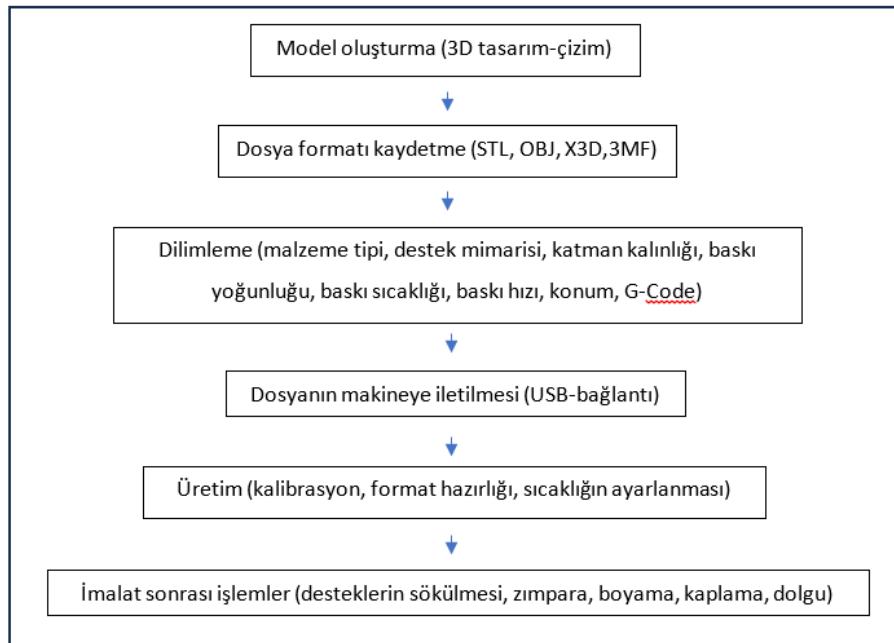 Model oluşturma (3D tasarım-çizim)
Dosya formatı kaydetme (STL, OBJ, X3D,3MF)
Dilimleme (malzeme tipi, destek mimarisi, katman kalınlığı, baskı
yoğunluğu, baskı sıcaklığı, baskı hızı, konum, G-Code)
Dosyanın makineye iletilmesi (USB-bağlantı)
Üretim (kalibrasyon, format hazırlığı, sıcaklığın ayarlanması)
İmalat sonrası işlemler (desteklerin sökülmesi, zımpara, boyama, kaplama, dolgu)